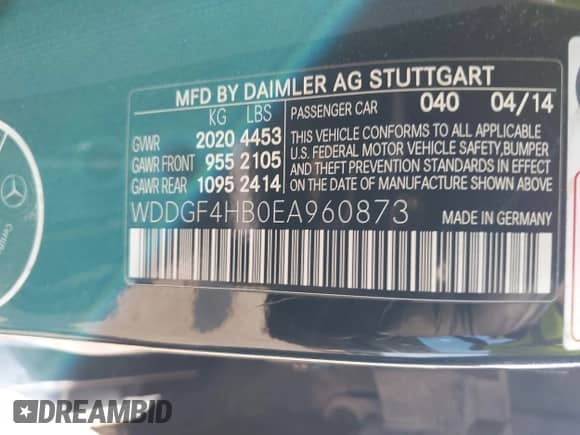 MFD BY DAIMLER AG STUTTGART
KG LBS
GVWR 2020 4453
GAWR FRONT 955 2105
GAWR REAR 1095 2414
PASSENGER CAR 040 04/14
THIS VEHICLE CONFORMS TO ALL APPLICABLE
U.S. FEDERAL MOTOR VEHICLE SAFETY,BUMPER
AND THEFT PREVENTION STANDARDS IN EFFECT
ON THE DATE OF MANUFACTURE SHOWN ABOVE
WDDGF4HB0EA960873 MADE IN GERMANY
DREAMBID